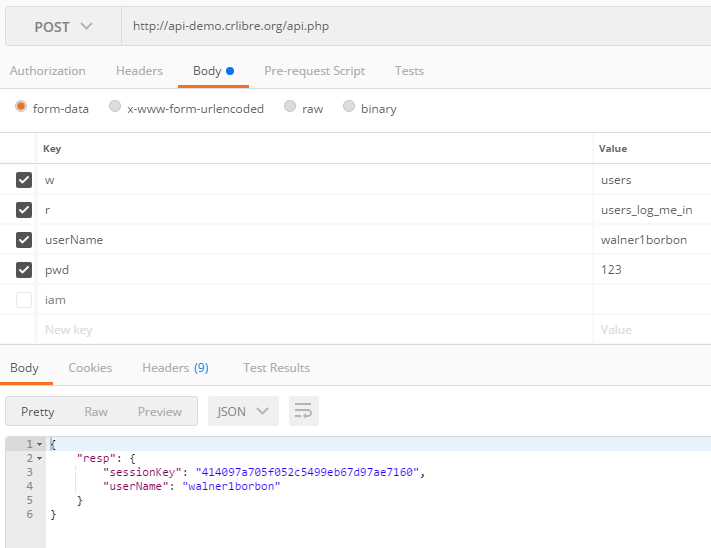 POST http://api-demo.crlibre.org/api.php
Authorization Headers Body Pre-request Script Tests
form-data x-www-form-urlencoded raw binary
Key Value
w users
r users_log_me_in
userName walner1borbon
pwd 123
iam
New key Value
Body Cookies Headers (9) Test Results
Pretty Raw Preview JSON
1 {
2 "resp": {
3 "sessionKey": "414097a705f052c5499eb67d97ae7160",
4 "userName": "walner1borbon"
5 }
6 }